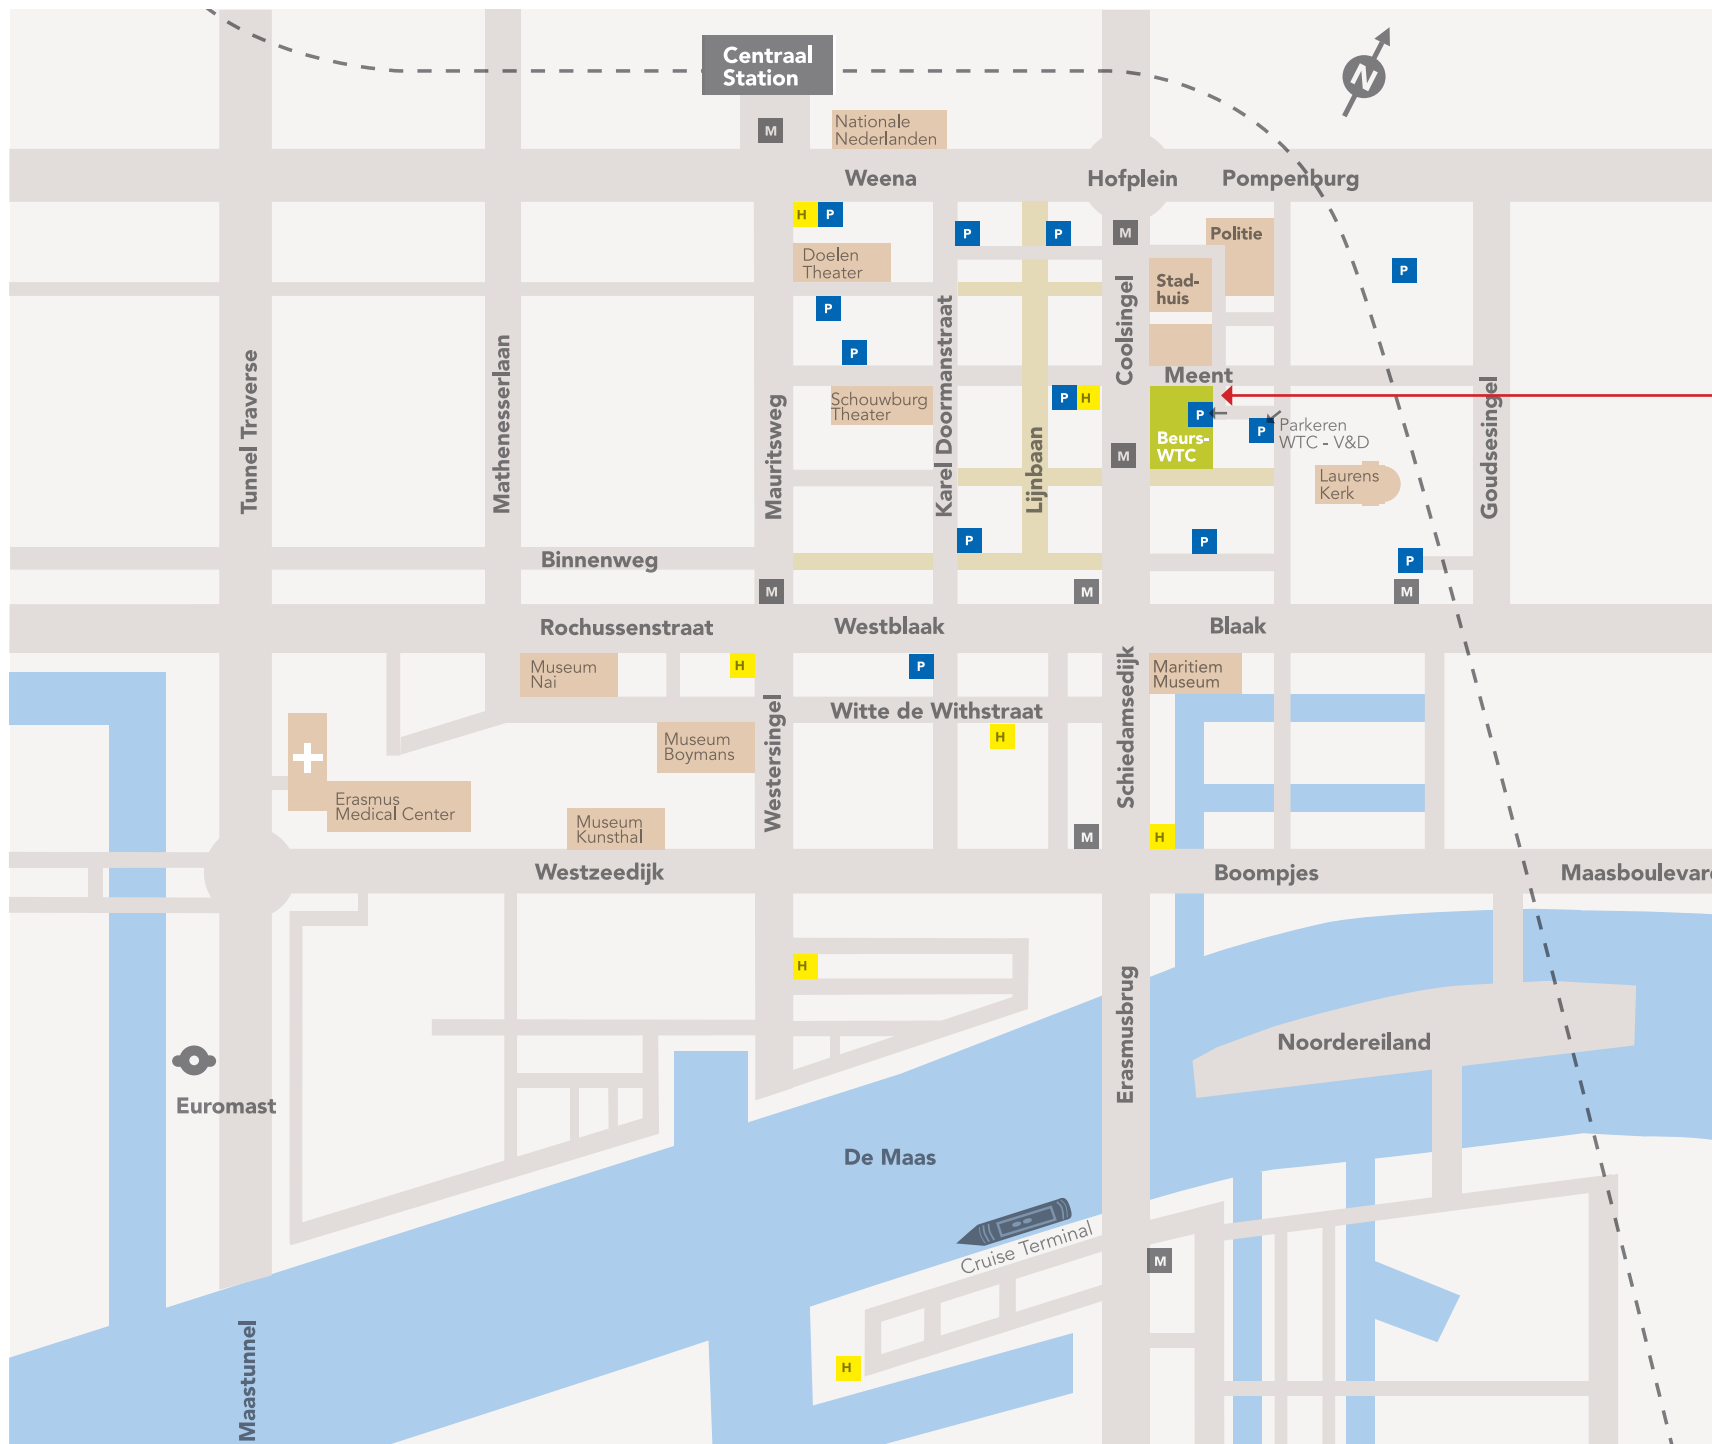 Centraal
Station
N
M
Nationale
Nederlanden
Weena
Hofplein
Pompenburg
H
P
P
P
M
Politie
Doelen
Theater
Stad-
huis
P
P
P
Coolsingel
Meent
Karel Doormanstraat
Tunnel Traverse
Mathenesserlaan
Mauritsweg
Schouwburg
Theater
P
H
P
P
Parkeren
WTC - V&D
Beurs-
WTC
M
Lijnbaan
Goudsesingel
Laurens
Kerk
P
P
P
Binnenweg
M
M
M
Rochussenstraat
Westblaak
Blaak
Museum
Nai
H
P
Maritiem
Museum
Schiedamsedijk
Westersingel
Witte de Withstraat
H
Museum
Boymans
Erasmus
Medical Center
Museum
Kunsthal
M
H
Westzeedijk
Boompjes
Maasboulevar
H
Erasmusbrug
Noordereiland
Euromast
De Maas
Cruise Terminal
M
H
Maastunnel